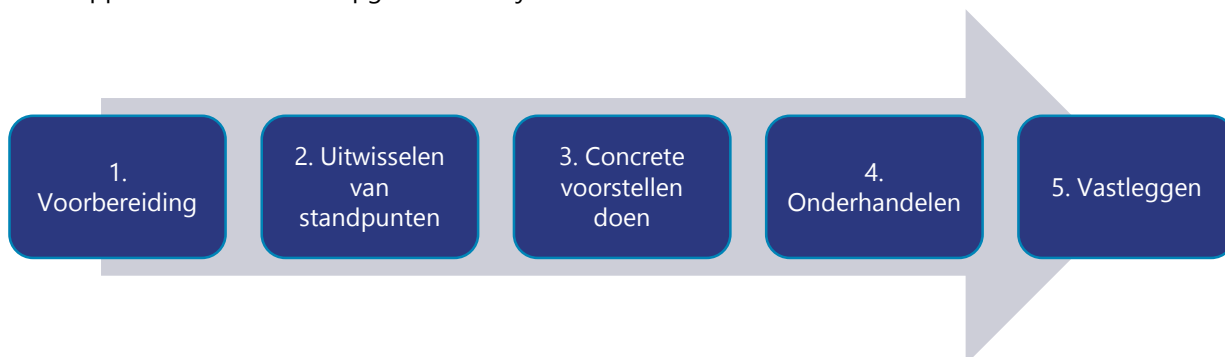 1.
Voorbereiding
2. Uitwisselen
van
standpunten
3. Concrete
voorstellen
doen
4.
Onderhandelen
5. Vastleggen